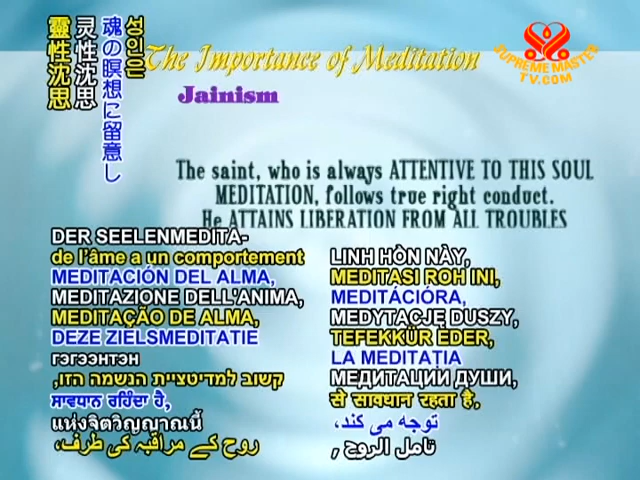 The Importance of Meditation
SUPREME MASTER
TV.COM
Jainism
성인은
魂の瞑想に留意し
灵性沈思
靈性沈思
The saint, who is always ATTENTIVE TO THIS SOUL
MEDITATION, follows true right conduct.
He ATTAINS LIBERATION FROM ALL TROUBLES
DER SEELENMEDITA-
de l'âme a un comportement
MEDITACIÓN DEL ALMA,
MEDITAZIONE DELL'ANIMA,
MEDITAÇÃO DE ALMA,
DEZE ZIELSMEDITATIE
гэгээнтэн
קשוב למדיטציית הנשמה הזו,
ਸਾਵਧਾਨ ਰਹਿੰਦਾ ਹੈ,
แห่งจิตวิญญาณนี้
روح کے مراقبہ کی طرف،
LINH HỒN NÀY,
MEDITASI ROH INI,
MEDITÁCIÓRA,
MEDYTACJĘ DUSZY,
TEFEKKÜR EDER,
LA MEDITAȚIA
МЕДИТАЦИИ ДУШИ,
से सावधान रहता है,
توجه می کند،
تامل الروح ,